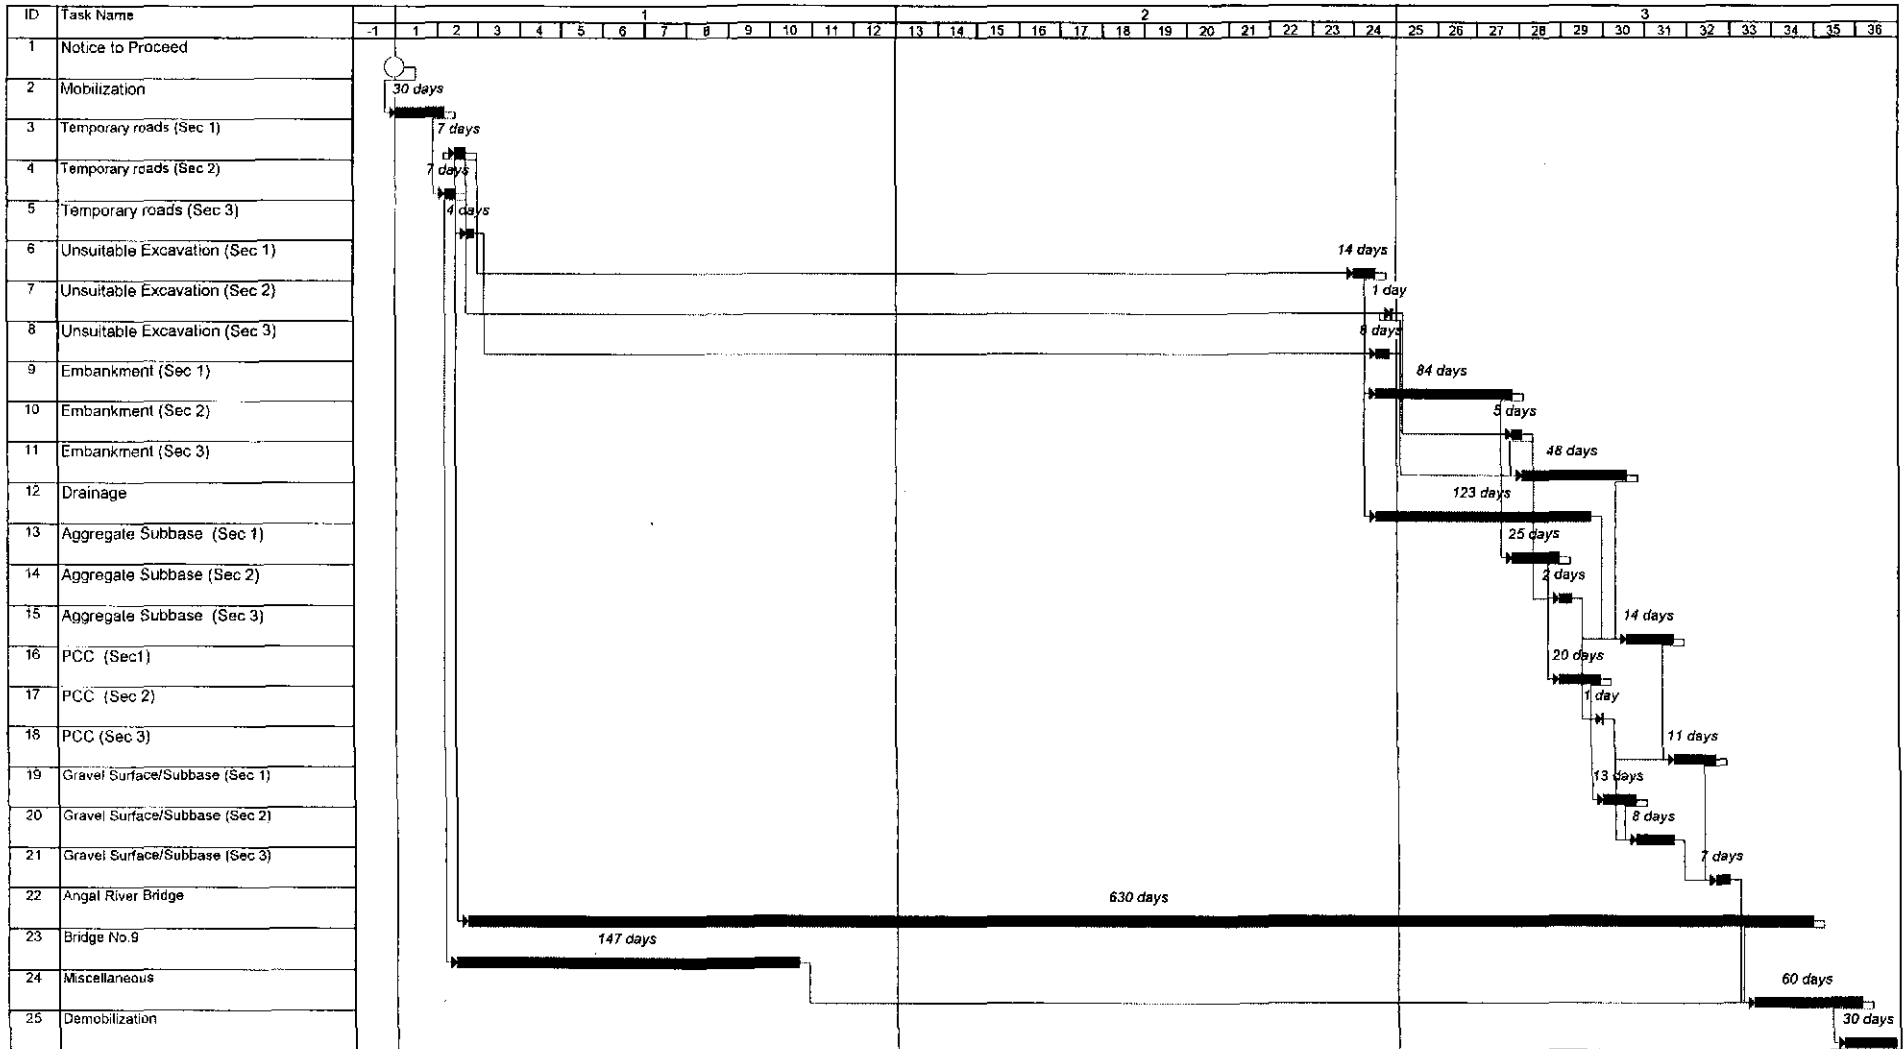 ID Task Name 1 2 3
-1 1 2 3 4 5 6 7 8 9 10 11 12 13 14 15 16 17 18 19 20 21 22 23 24 25 26 27 28 29 30 31 32 33 34 35 36
1 Notice to Proceed
2 Mobilization 30 days
3 Temporary roads (Sec 1) 7 days
4 Temporary roads (Sec 2) 7 days
5 Temporary roads (Sec 3) 4 days
6 Unsuitable Excavation (Sec 1) 14 days
7 Unsuitable Excavation (Sec 2) 1 day
8 Unsuitable Excavation (Sec 3) 8 days
9 Embankment (Sec 1) 84 days
10 Embankment (Sec 2) 5 days
11 Embankment (Sec 3) 48 days
12 Drainage 123 days
13 Aggregate Subbase (Sec 1) 25 days
14 Aggregate Subbase (Sec 2) 2 days
15 Aggregate Subbase (Sec 3) 14 days
16 PCC (Sec1) 20 days
17 PCC (Sec 2) 1 day
18 PCC (Sec 3) 11 days
19 Gravel Surface/Subbase (Sec 1) 13 days
20 Gravel Surface/Subbase (Sec 2) 8 days
21 Gravel Surface/Subbase (Sec 3) 7 days
22 Angal River Bridge 630 days
23 Bridge No.9 147 days
24 Miscellaneous 60 days
25 Demobilization 30 days